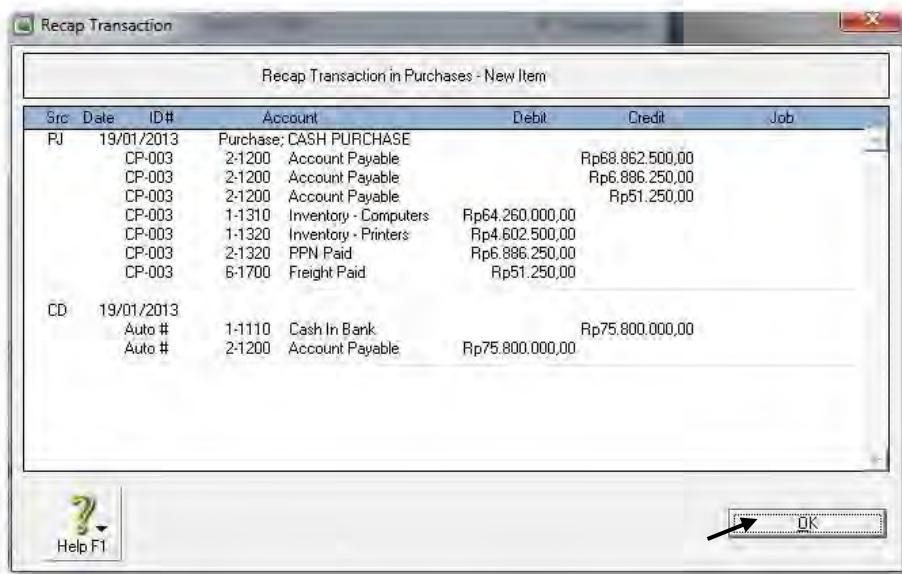 Recap Transaction
Recap Transaction in Purchases - New Item
Src Date ID# Account Debit Credit Job
PJ 19/01/2013 Purchase; CASH PURCHASE
CP-003 2-1200 Account Payable Rp68.862.500,00
CP-003 2-1200 Account Payable Rp6.886.250,00
CP-003 2-1200 Account Payable Rp51.250,00
CP-003 1-1310 Inventory - Computers Rp64.260.000,00
CP-003 1-1320 Inventory - Printers Rp4.602.500,00
CP-003 2-1320 PPN Paid Rp6.886.250,00
CP-003 6-1700 Freight Paid Rp51.250,00
CD 19/01/2013
Auto # 1-1110 Cash In Bank Rp75.800.000,00
Auto # 2-1200 Account Payable Rp75.800.000,00
Help F1
OK